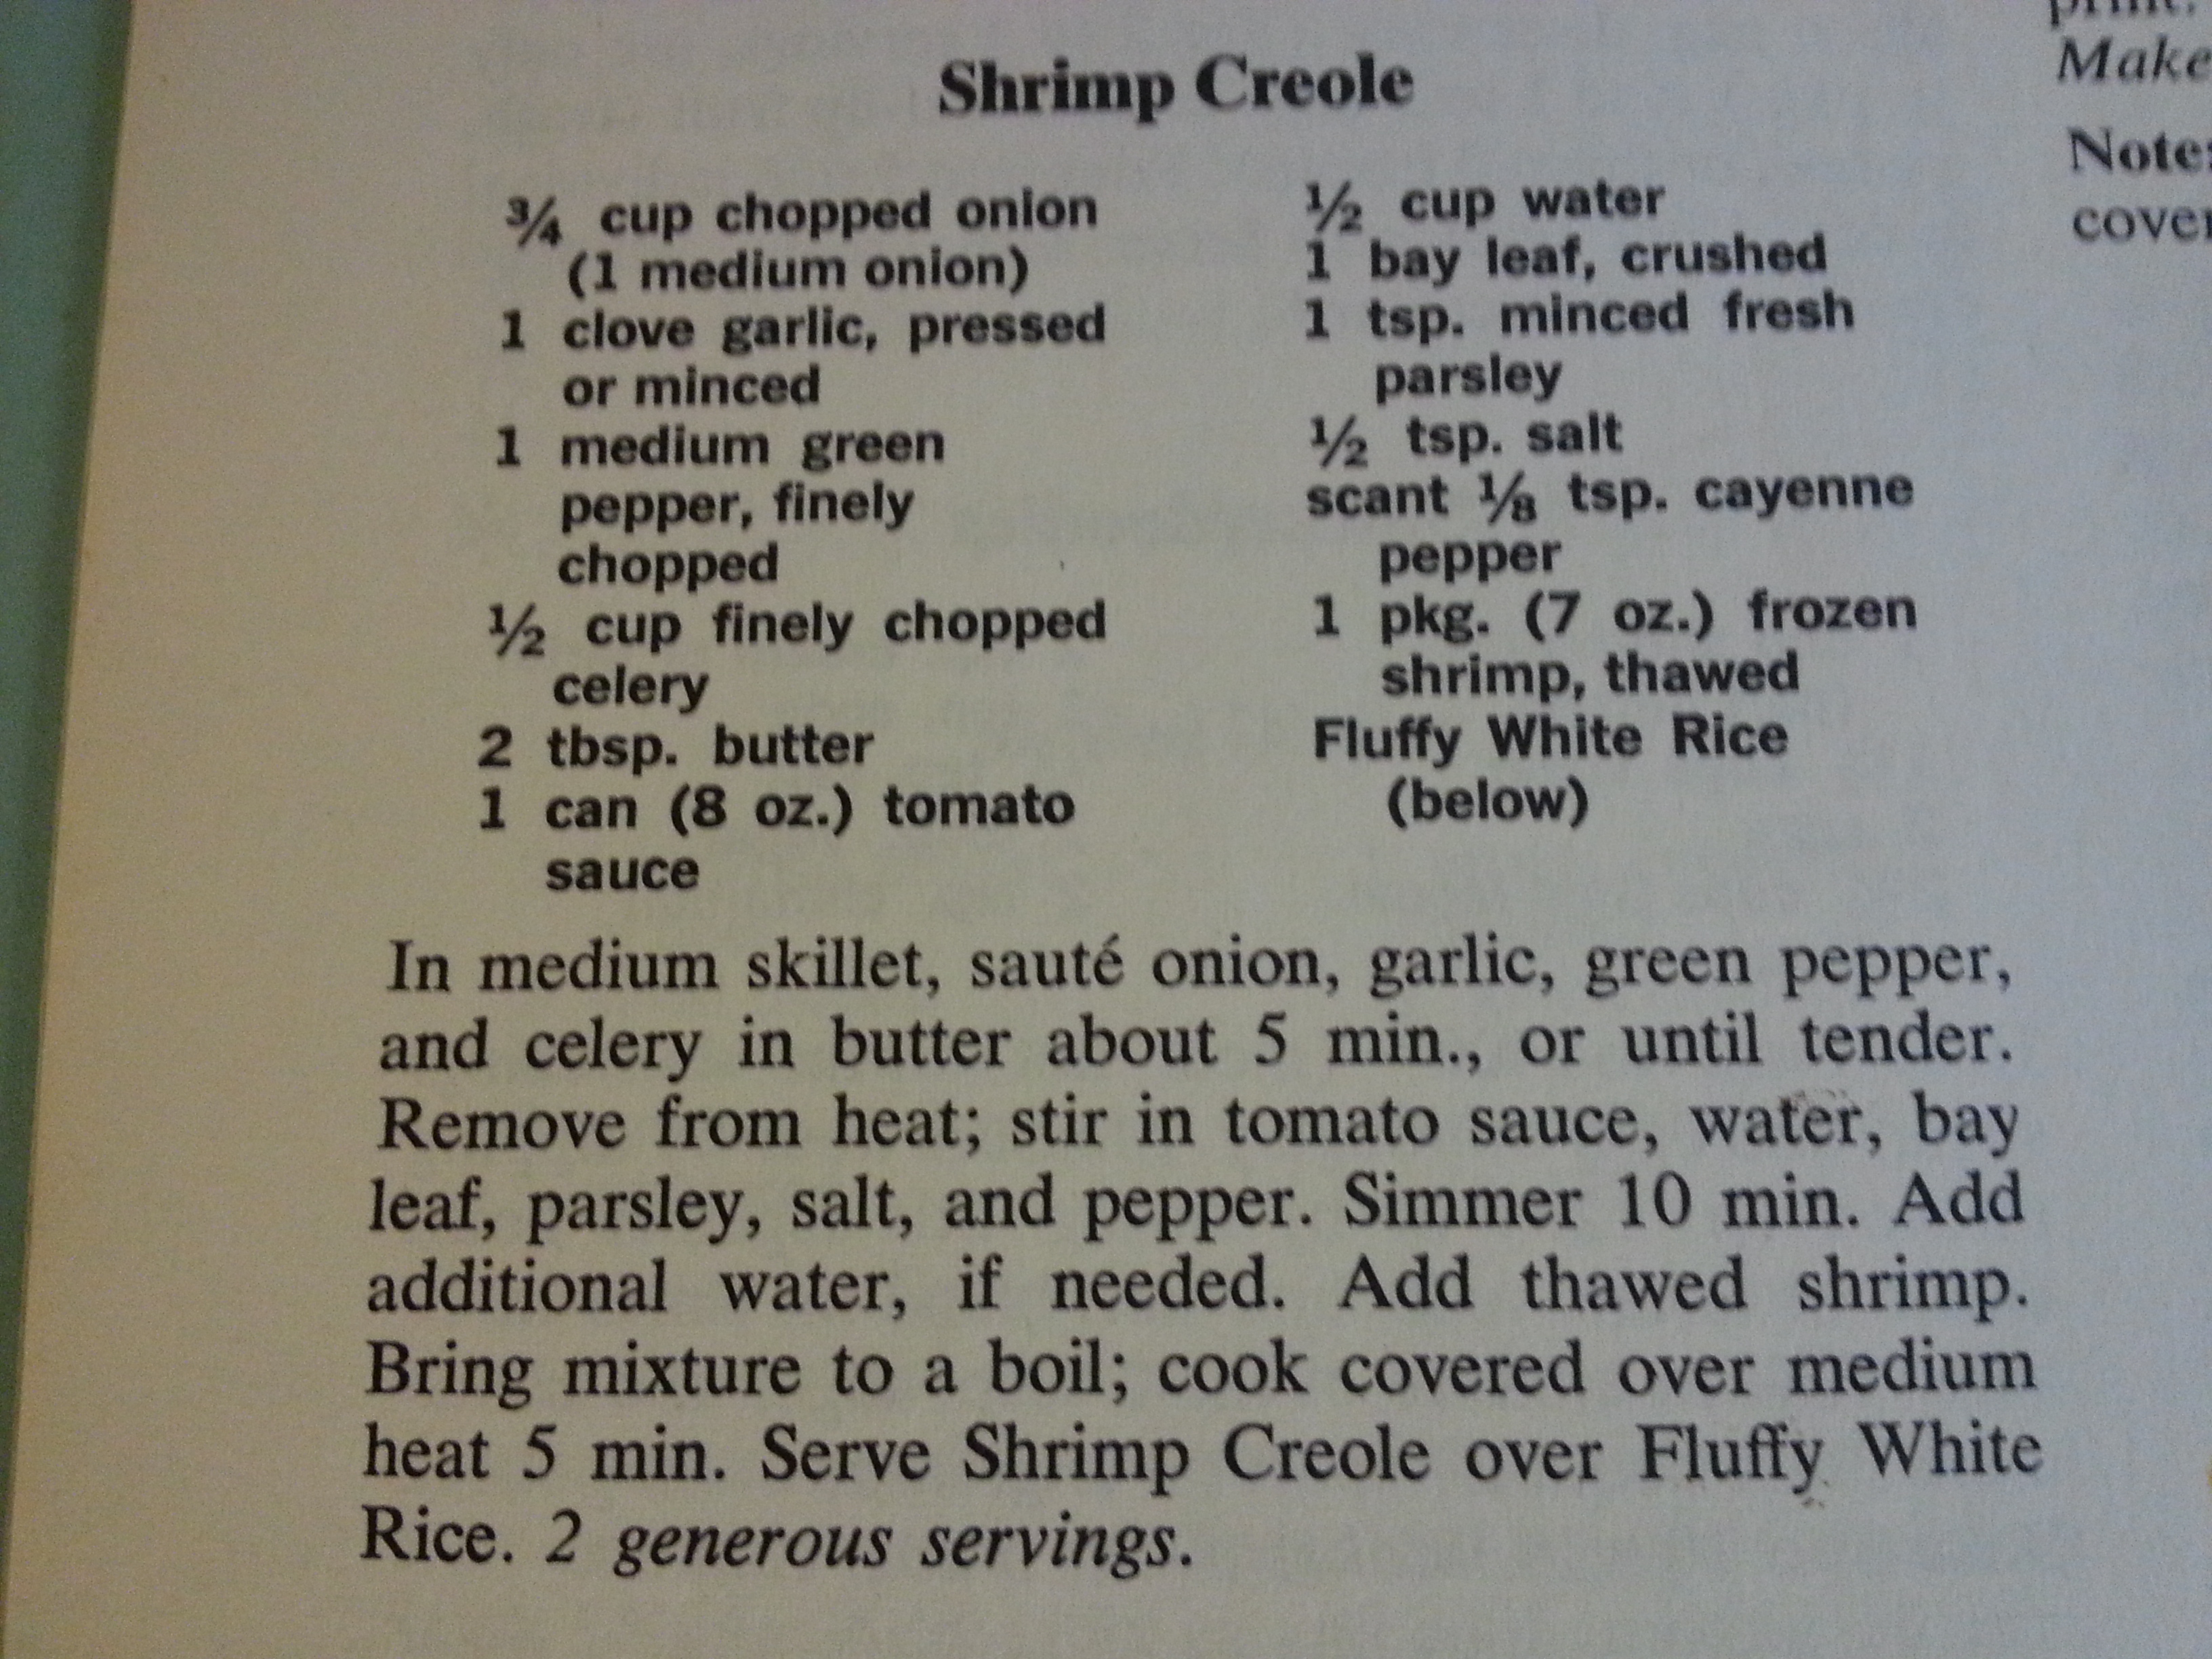 Shrimp Creole
¾ cup chopped onion
(1 medium onion)
1 clove garlic, pressed
or minced
1 medium green
pepper, finely
chopped
½ cup finely chopped
celery
2 tbsp. butter
1 can (8 oz.) tomato
sauce
½ cup water
1 bay leaf, crushed
1 tsp. minced fresh
parsley
½ tsp. salt
scant ⅛ tsp. cayenne
pepper
1 pkg. (7 oz.) frozen
shrimp, thawed
Fluffy White Rice
(below)
In medium skillet, sauté onion, garlic, green pepper,
and celery in butter about 5 min., or until tender.
Remove from heat; stir in tomato sauce, water, bay
leaf, parsley, salt, and pepper. Simmer 10 min. Add
additional water, if needed. Add thawed shrimp.
Bring mixture to a boil; cook covered over medium
heat 5 min. Serve Shrimp Creole over Fluffy White
Rice. 2 generous servings.
Make
Note: